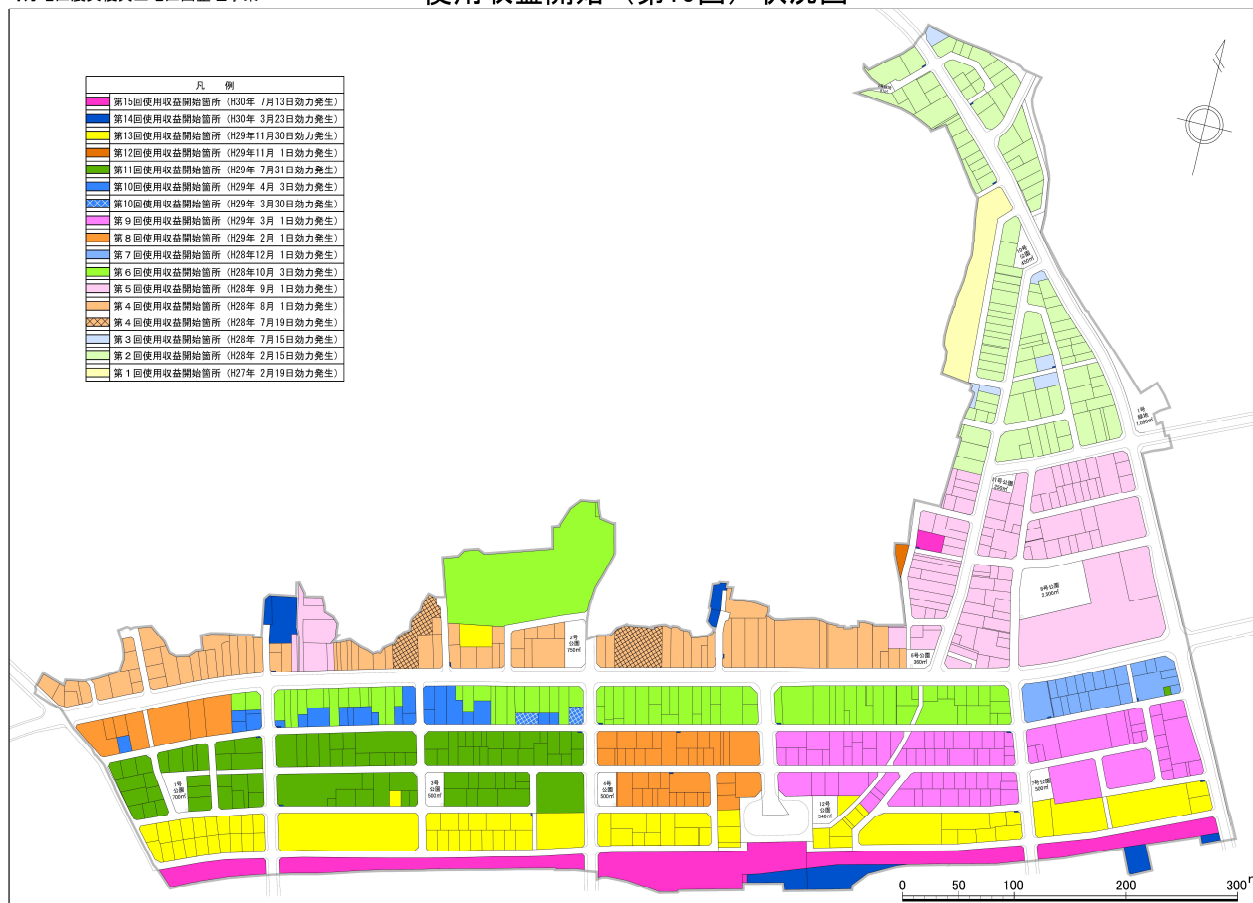 使用収益開始（第15回）状況図
凡 例
第15回使用収益開始箇所（H30年 7月13日効力発生）
第14回使用収益開始箇所（H30年 3月23日効力発生）
第13回使用収益開始箇所（H29年11月30日効力発生）
第12回使用収益開始箇所（H29年11月 1日効力発生）
第11回使用収益開始箇所（H29年 7月31日効力発生）
第10回使用収益開始箇所（H29年 4月 3日効力発生）
第10回使用収益開始箇所（H29年 3月30日効力発生）
第９回使用収益開始箇所（H29年 3月 1日効力発生）
第８回使用収益開始箇所（H29年 2月 1日効力発生）
第７回使用収益開始箇所（H28年12月 1日効力発生）
第６回使用収益開始箇所（H28年10月 3日効力発生）
第５回使用収益開始箇所（H28年 9月 1日効力発生）
第４回使用収益開始箇所（H28年 8月 1日効力発生）
第４回使用収益開始箇所（H28年 7月19日効力発生）
第３回使用収益開始箇所（H28年 7月15日効力発生）
第２回使用収益開始箇所（H28年 2月15日効力発生）
第１回使用収益開始箇所（H27年 2月19日効力発生）
10号
公園
450㎡
1号
緑地
11号公園
250㎡
9号公園
2,300㎡
2号
公園
750㎡
8号公園
360㎡
1号
公園
700㎡
3号
公園
500㎡
4号
公園
500㎡
12号
公園
540㎡
7号公園
500㎡
0 50 100 200 300m